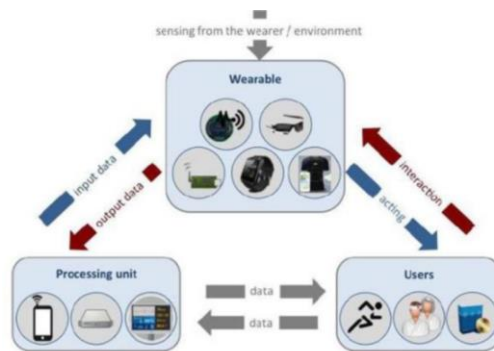 sensing from the wearer / environment
Wearable
input data
output data
interaction
acting
Processing unit
data
data
Users